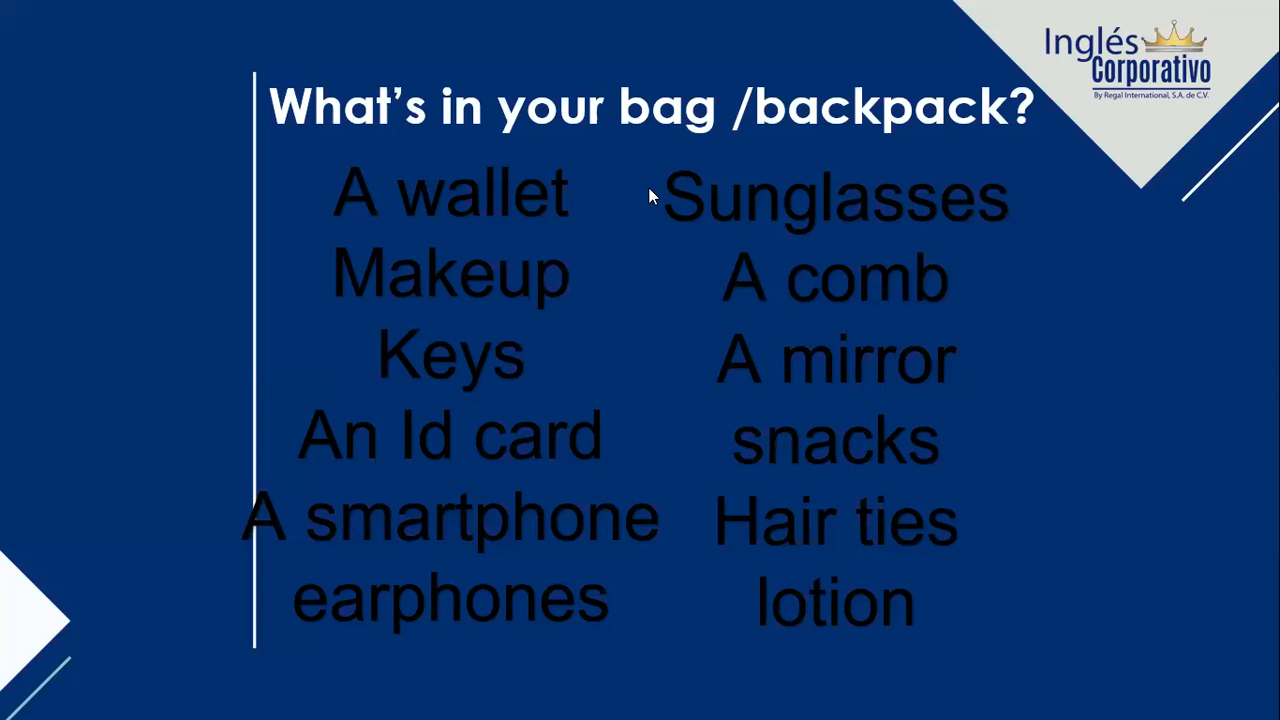 Inglés
Corporativo
By Regal International, S.A. de C.V.
What's in your bag /backpack?
A wallet
Makeup
Keys
An Id card
A smartphone
earphones
Sunglasses
A comb
A mirror
snacks
Hair ties
lotion